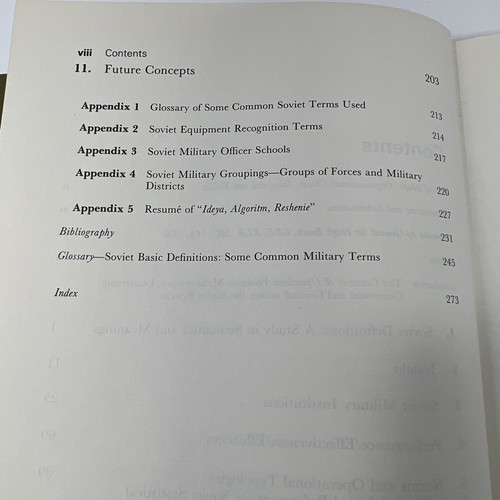 viii Contents
11. Future Concepts 203
Appendix 1 Glossary of Some Common Soviet Terms Used 213
Appendix 2 Soviet Equipment Recognition Terms 214
Appendix 3 Soviet Military Officer Schools 217
Appendix 4 Soviet Military Groupings—Groups of Forces and Military
Districts 220
Appendix 5 Resumé of "Ideya, Algoritm, Reshenie" 227
Bibliography 231
Glossary—Soviet Basic Definitions: Some Common Military Terms 245
Index 273